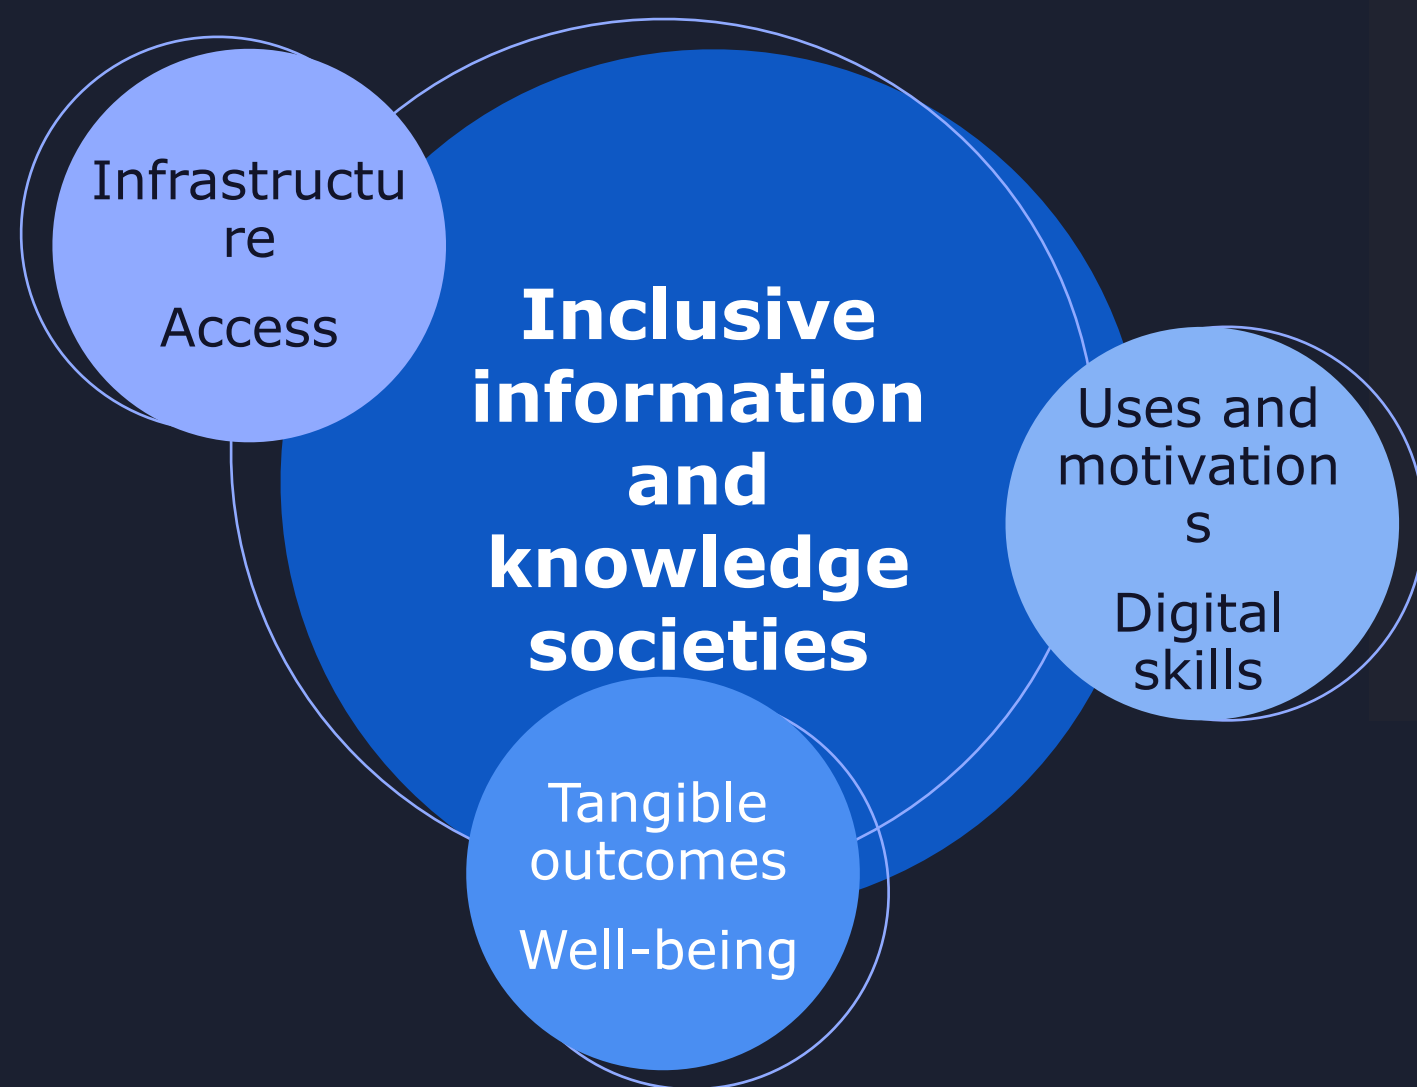 Infrastructu
re
Access
Inclusive
information
and
knowledge
societies
Uses and
motivation
s
Digital
skills
Tangible
outcomes
Well-being